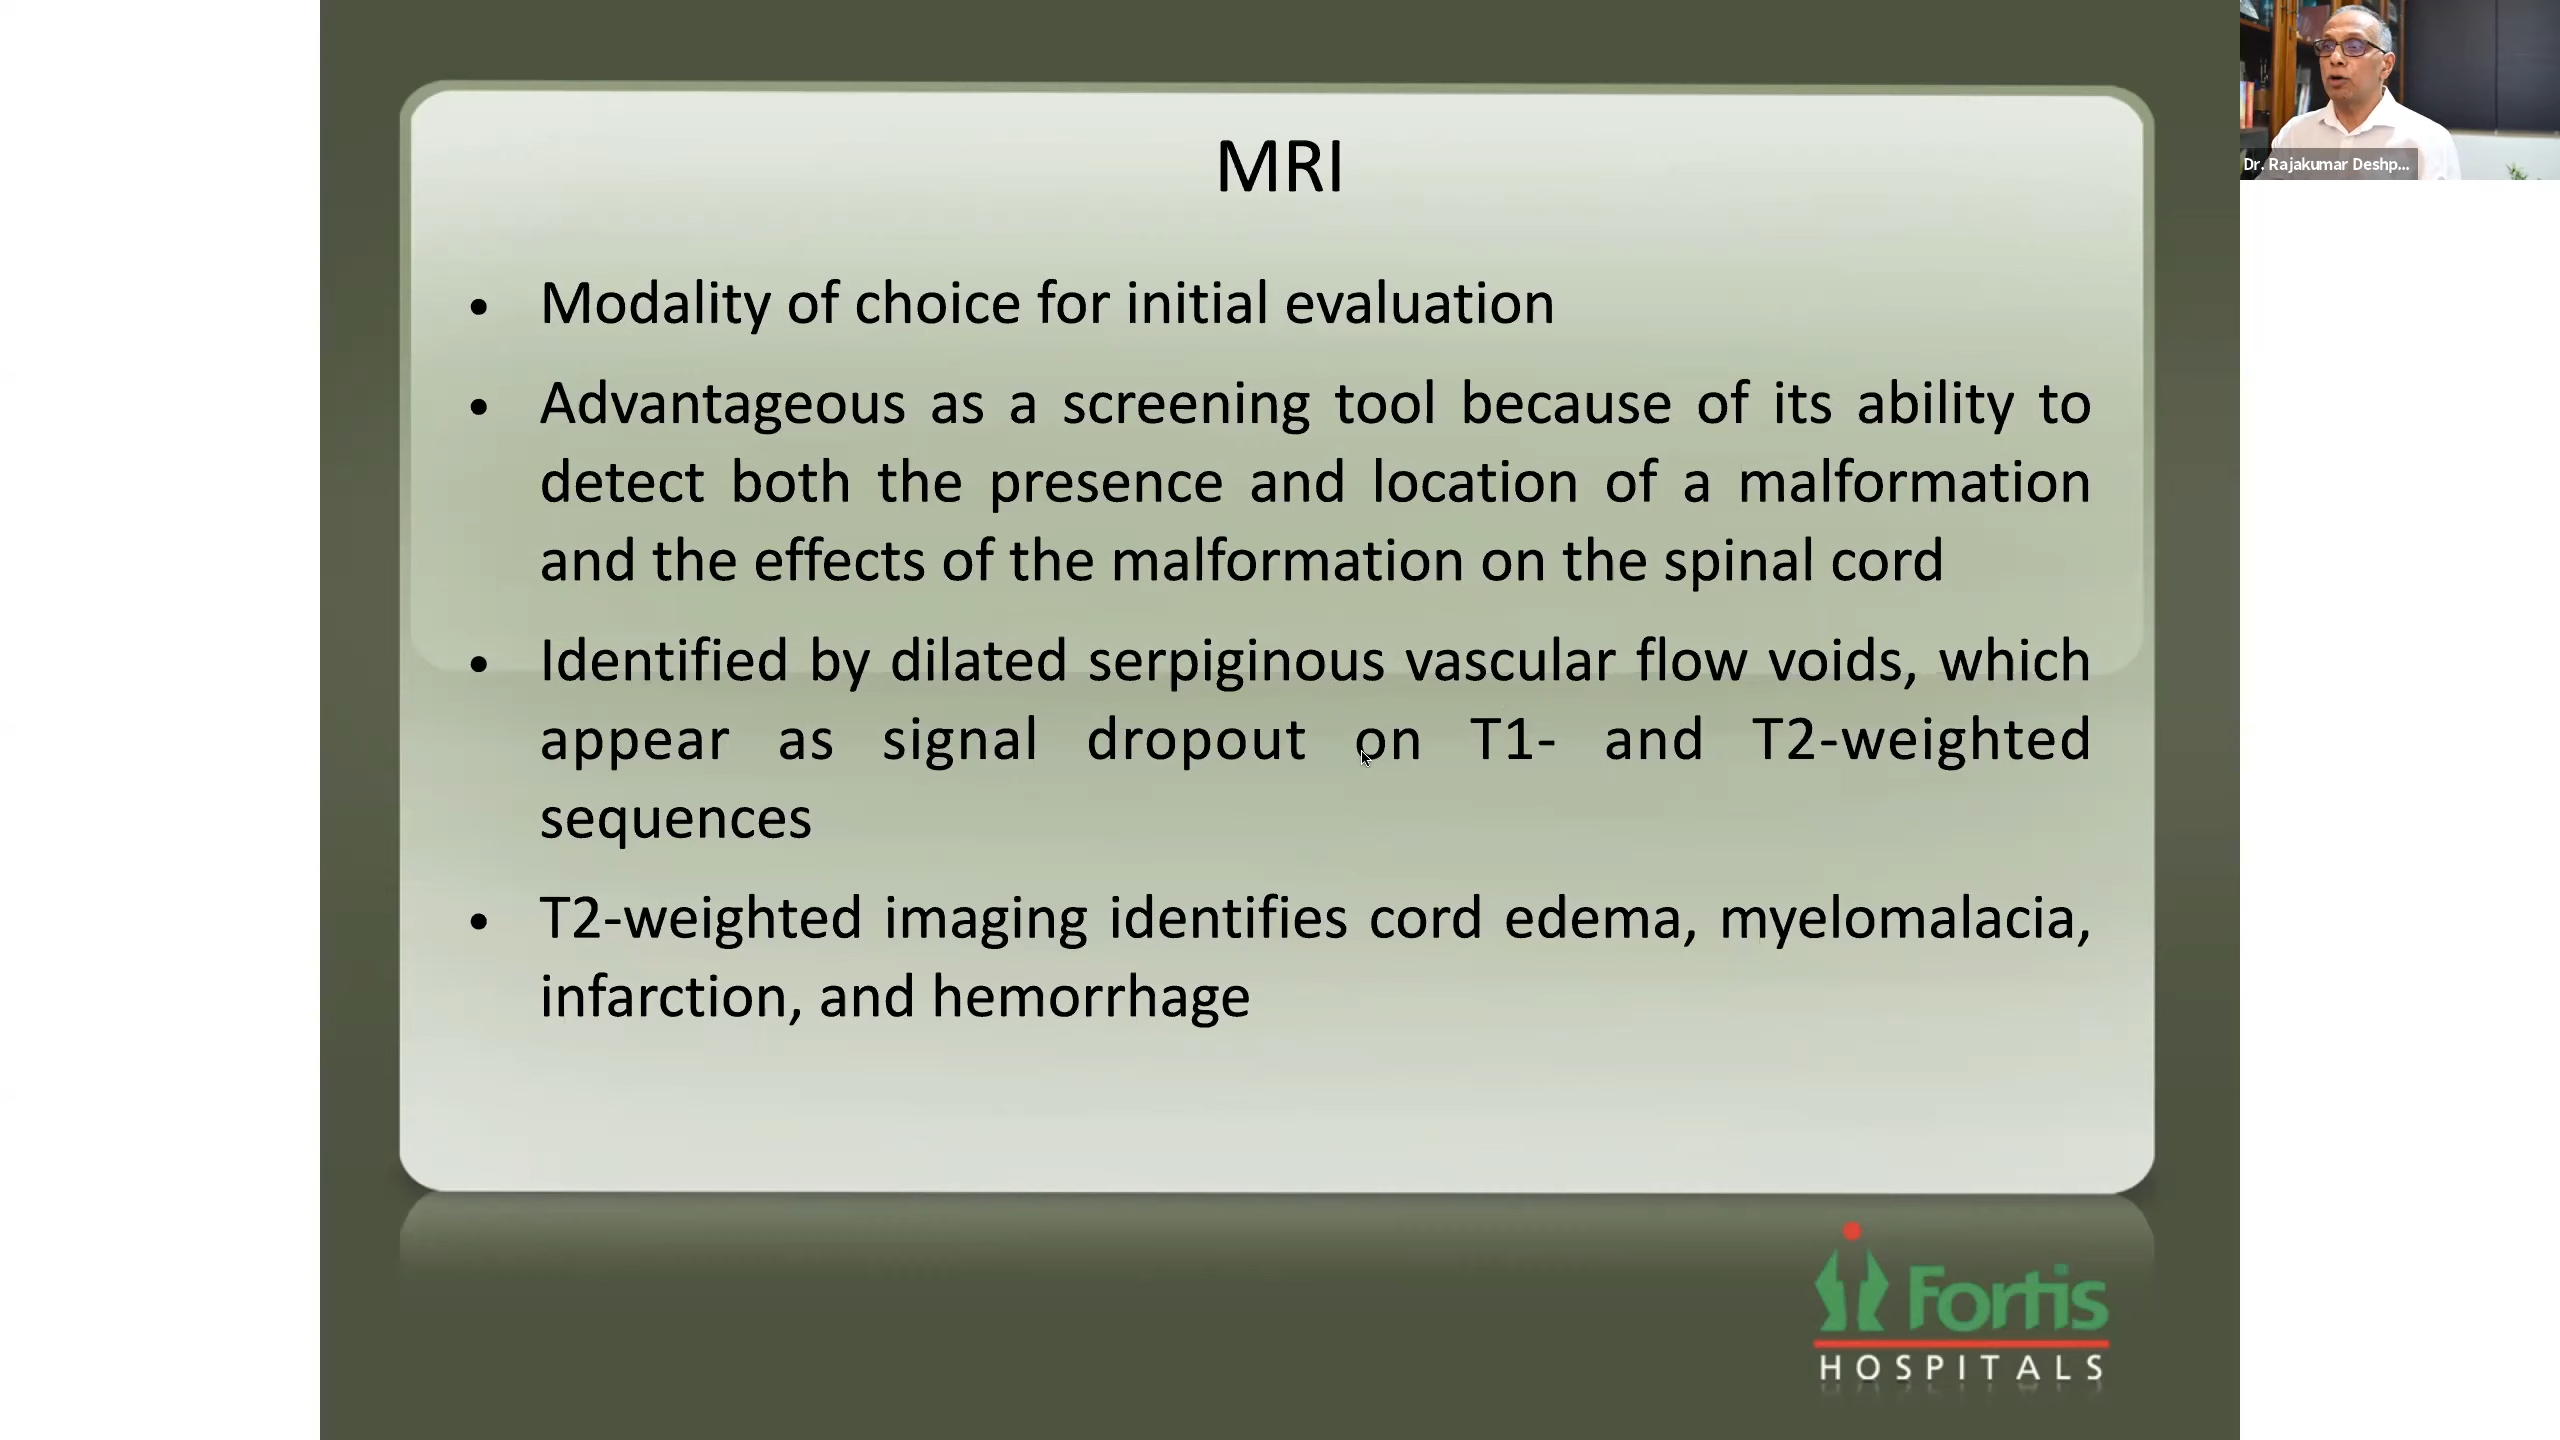 MRI
• Modality of choice for initial evaluation
• Advantageous as a screening tool because of its ability to
detect both the presence and location of a malformation
and the effects of the malformation on the spinal cord
• Identified by dilated serpiginous vascular flow voids, which
appear as signal dropout on T1- and T2-weighted
sequences
• T2-weighted imaging identifies cord edema, myelomalacia,
infarction, and hemorrhage
Fortis
HOSPITALS
Dr. Rajakumar Deshp...